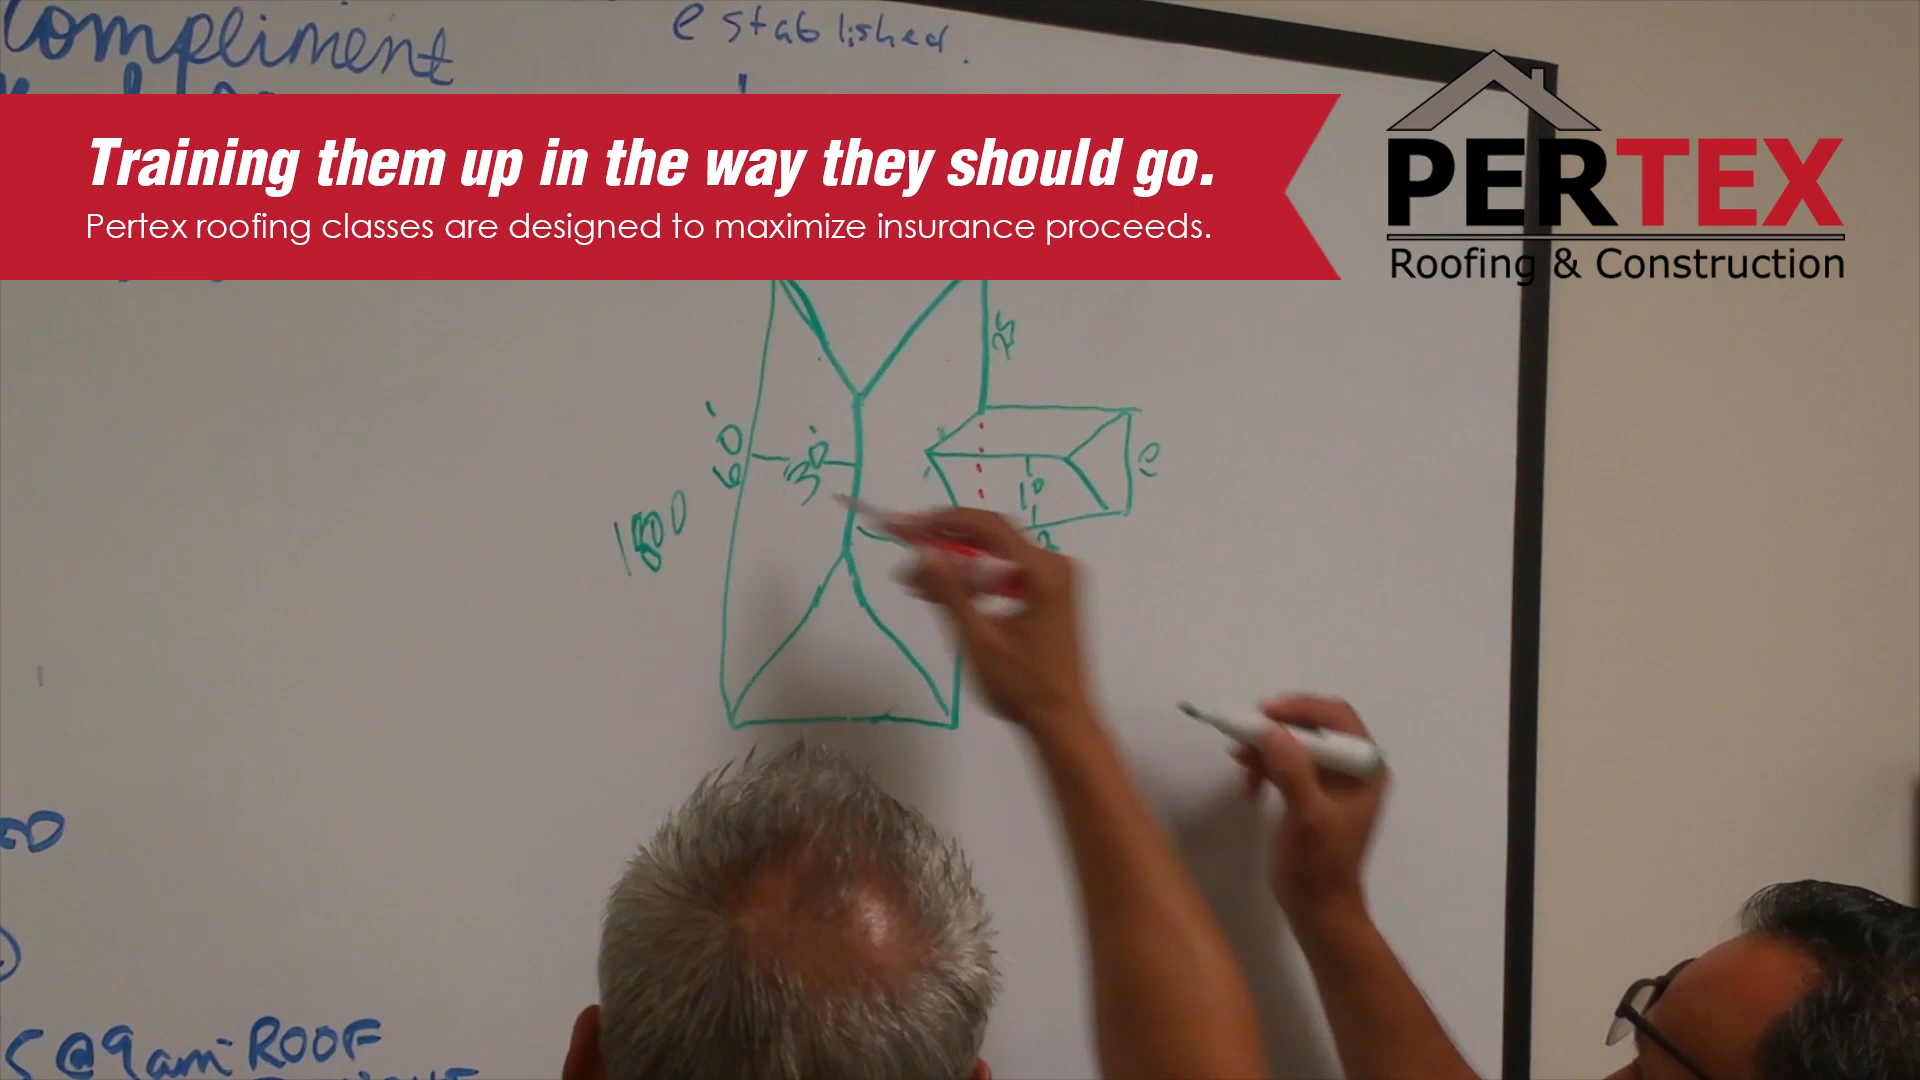 compliment
established.
Training them up in the way they should go.
Pertex roofing classes are designed to maximize insurance proceeds.
PERTEX
Roofing & Construction
25
60'
30'
10
1800
@9am ROOF